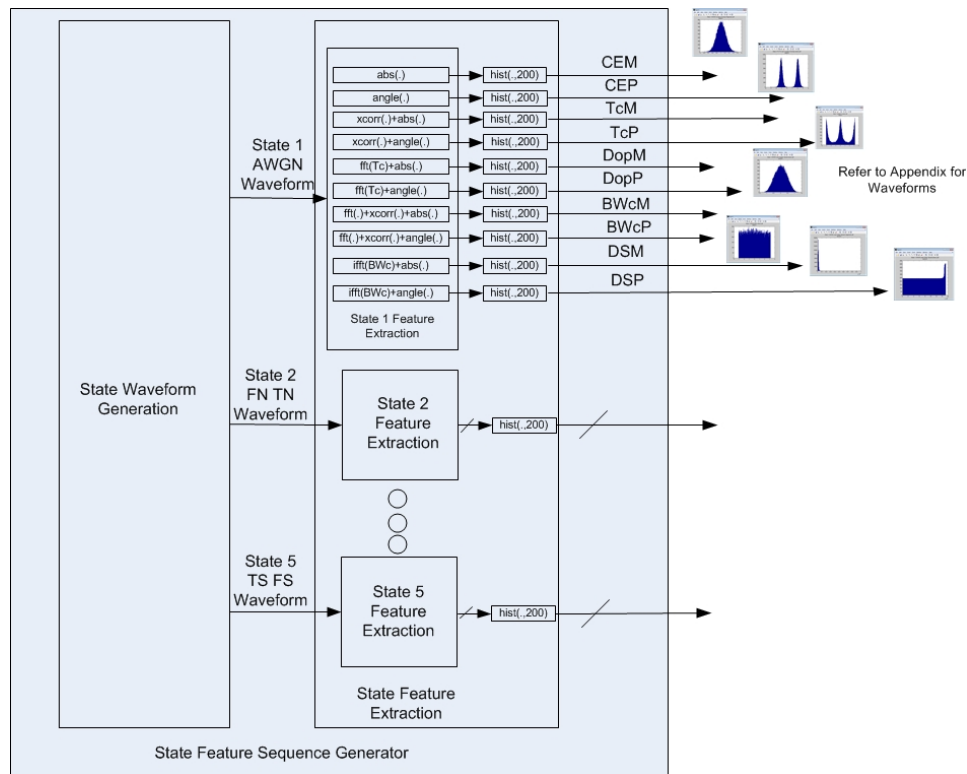 abs(.)
hist(.,200)
CEM
angle(.)
hist(.,200)
CEP
xcorr(.)+abs(.)
hist(.,200)
TcM
xcorr(.)+angle(.)
hist(.,200)
TcP
fft(Tc)+abs(.)
hist(.,200)
DopM
fft(Tc)+angle(.)
hist(.,200)
DopP
fft(.)+xcorr(.)+abs(.)
hist(.,200)
BWcM
fft(.)+xcorr(.)+angle(.)
hist(.,200)
BWcP
ifft(BWc)+abs(.)
hist(.,200)
DSM
ifft(BWc)+angle(.)
hist(.,200)
DSP
State 1 Feature
Extraction
State 1
AWGN
Waveform
Refer to Appendix for
Waveforms
State Waveform
Generation
State 2
FN TN
Waveform
State 2
Feature
Extraction
hist(.,200)
State 5
TS FS
Waveform
State 5
Feature
Extraction
hist(.,200)
State Feature
Extraction
State Feature Sequence Generator